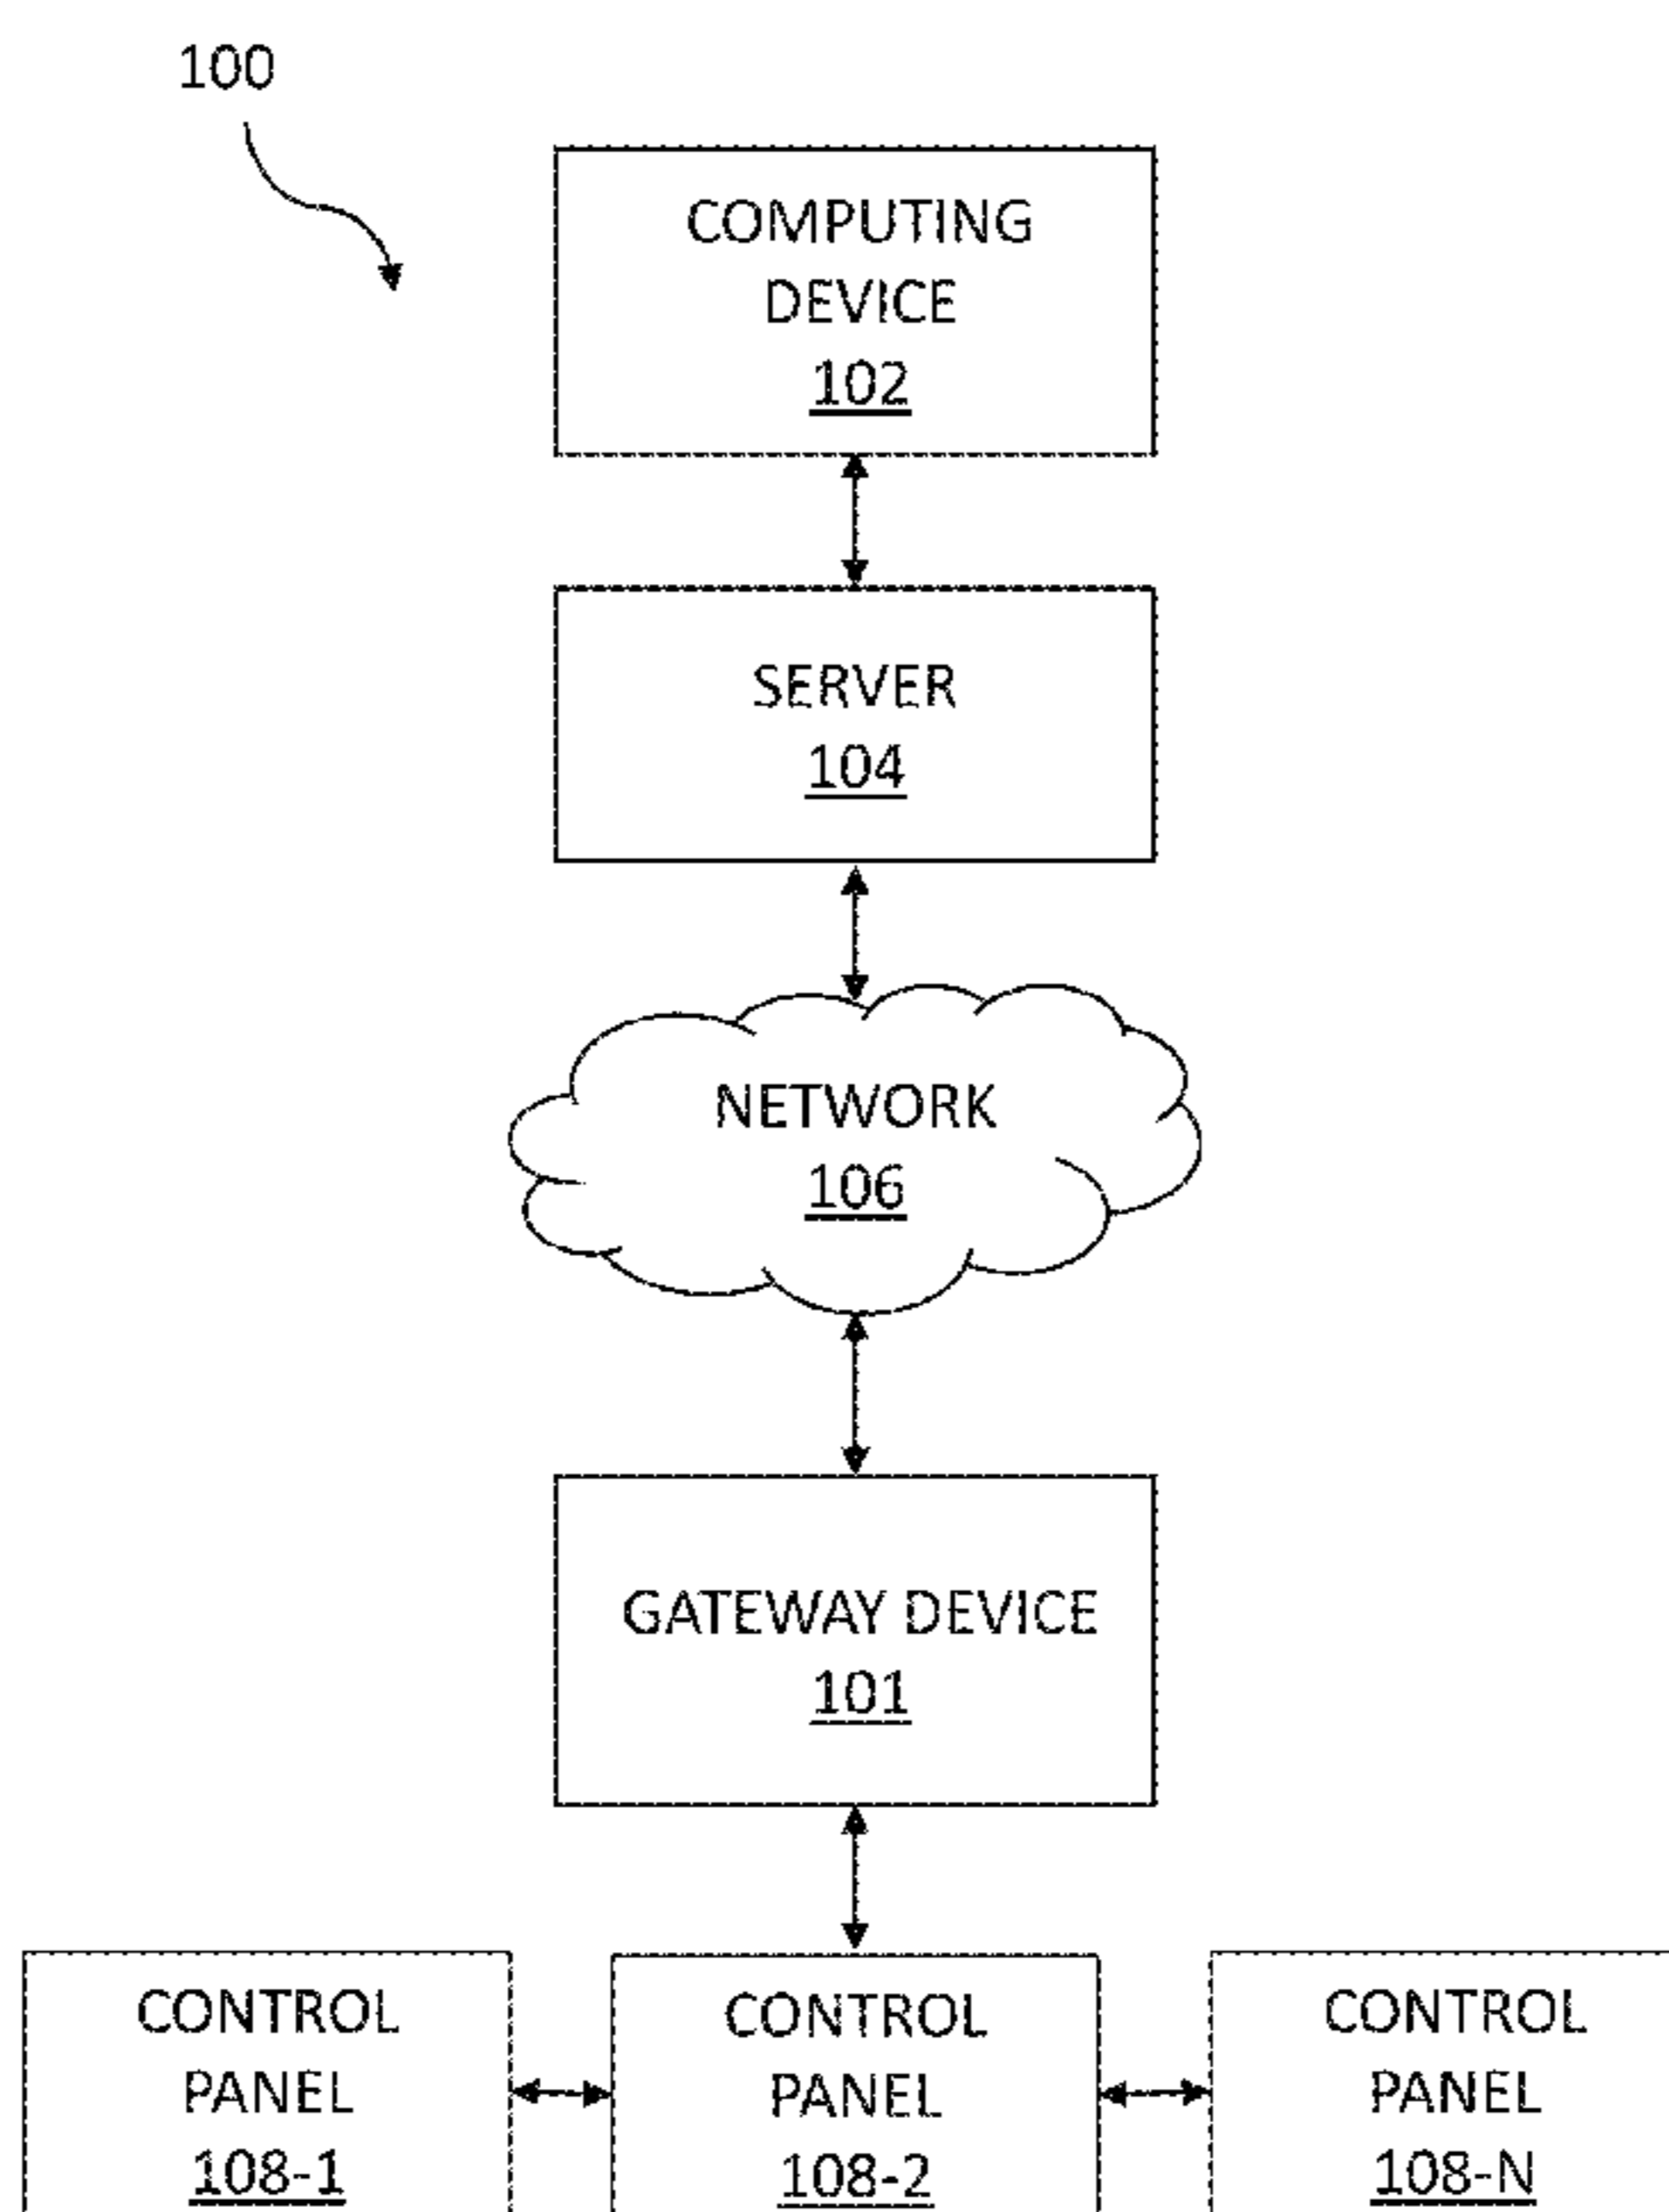 100
COMPUTING
DEVICE
102
SERVER
104
NETWORK
106
GATEWAY DEVICE
101
CONTROL
PANEL
108-1
CONTROL
PANEL
108-2
CONTROL
PANEL
108-N